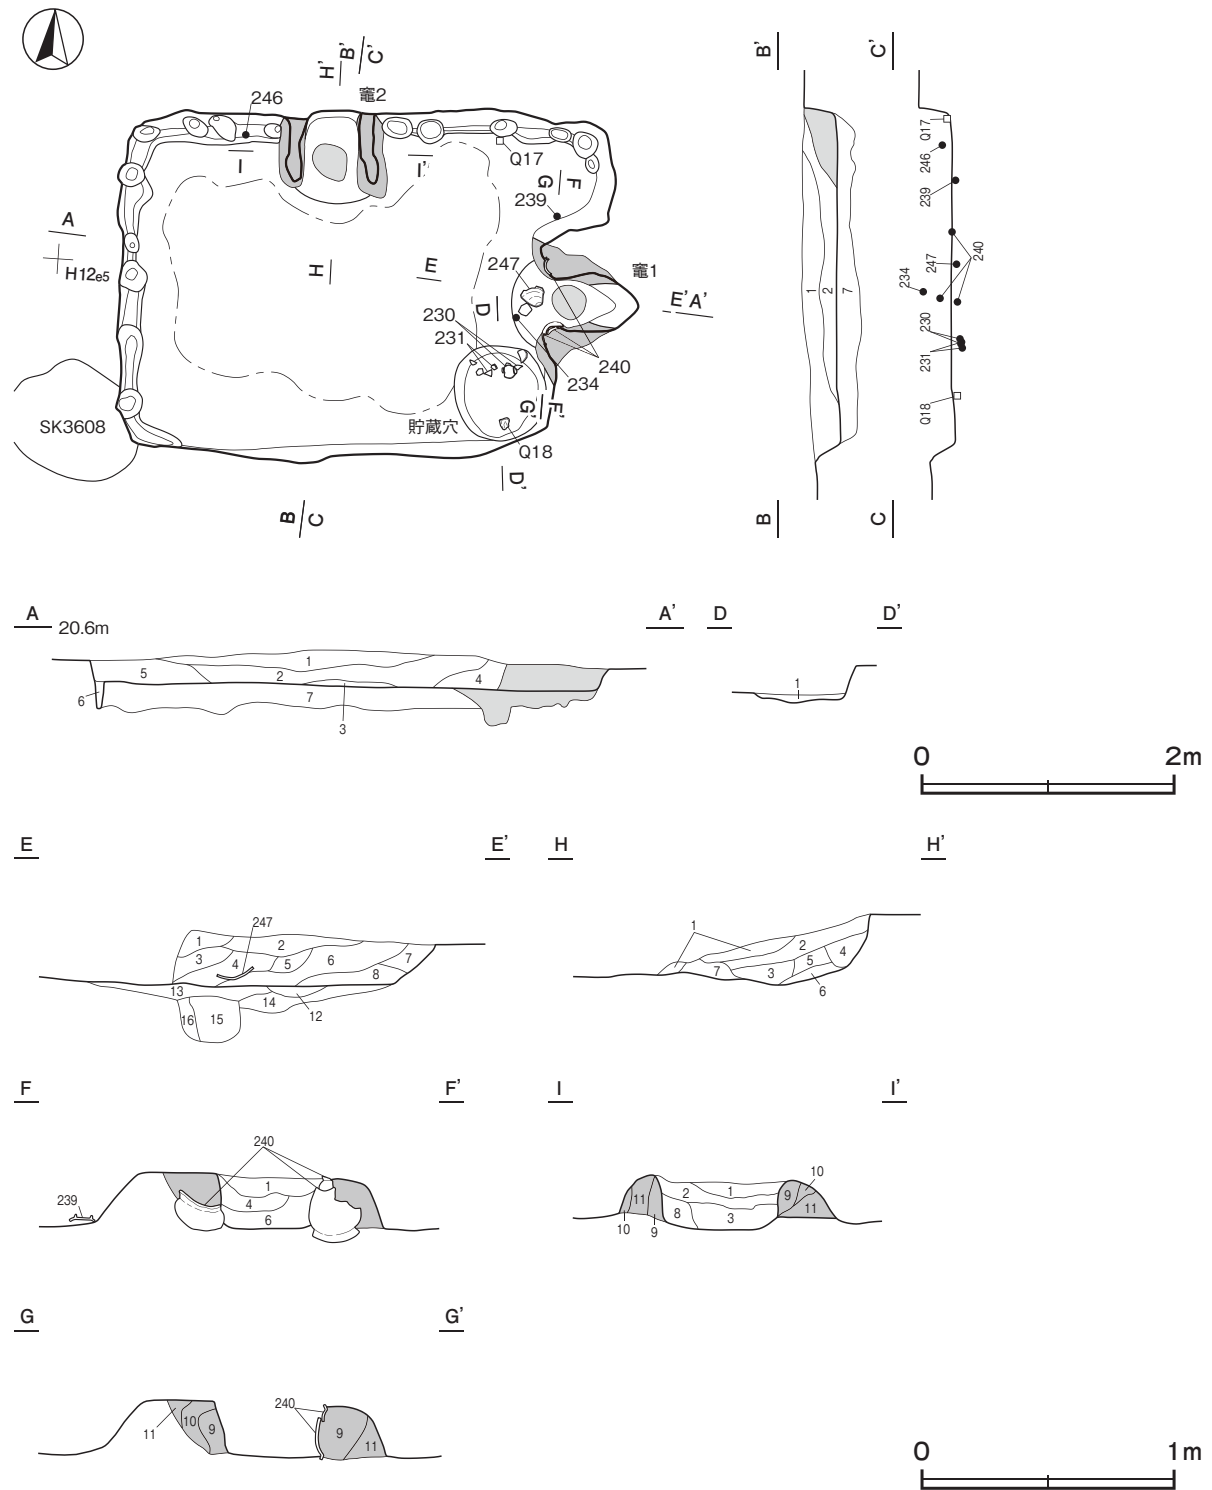 H' B' C'
竈2
246
I I'
Q17
F
G
239
A
H12e5
H
E
247
竈1
E' A'
D
230
231
240
234
F'
G'
SK3608
貯蔵穴
Q18
D'
B C
B'
1 2 7
B
C'
Q17
246
239
240
247
234
230
231
Q18
C
A A'
20.6m
1
5 2 4
6 7
3
D D'
1
0 2m
E E'
247
1 2
3 4 5 6 7
8
13
14
12
16 15
H H'
1
2
4
5
7 3
6
F F'
240
239
1
4
6
I I'
10
11 2 1 9
8 3 11
10 9
G G'
240
11 10 9
9 11
0 1m